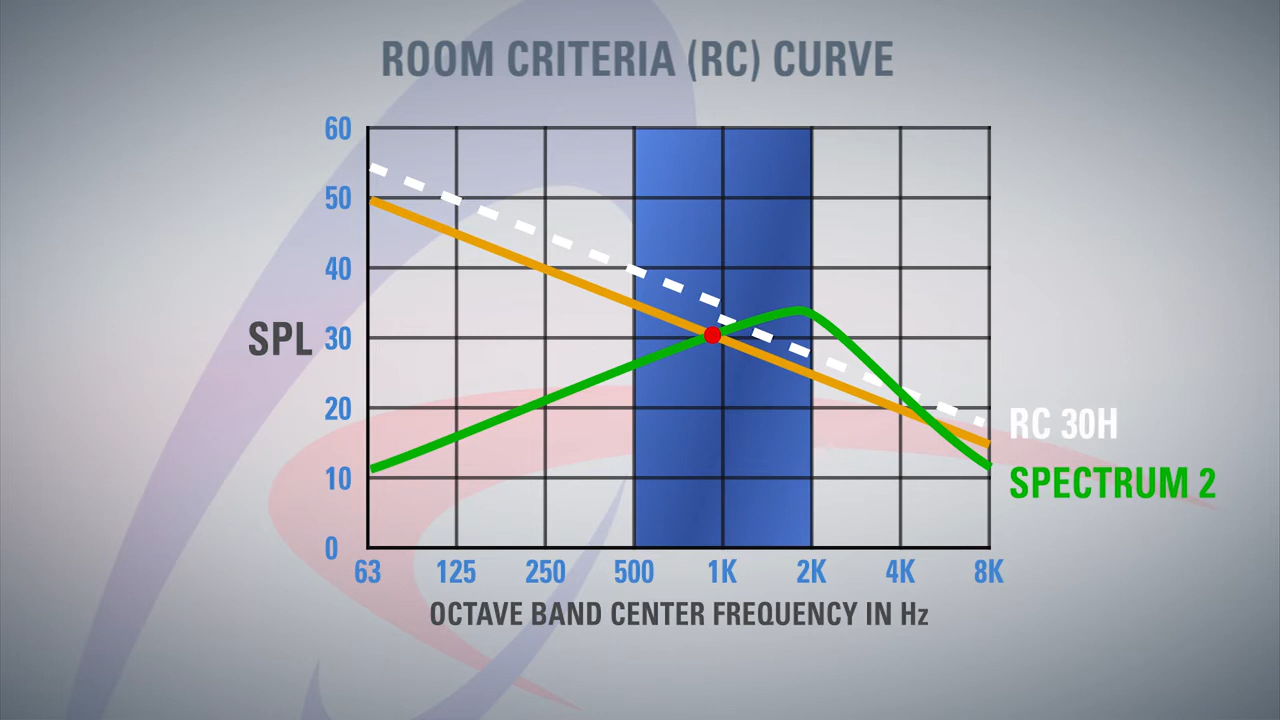 ROOM CRITERIA (RC) CURVE
60
50
40
SPL 30
20
10
0
RC 30H
SPECTRUM 2
63 125 250 500 1K 2K 4K 8K
OCTAVE BAND CENTER FREQUENCY IN Hz